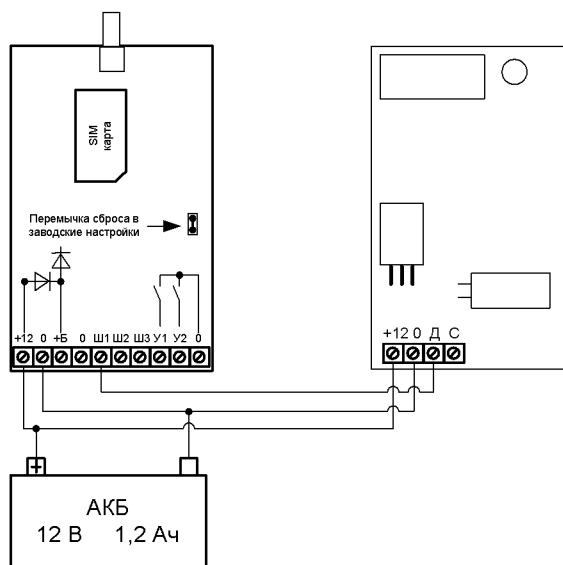 SIM
карта
Перемычка сброса в
заводские настройки
+12 0 +Б 0 Ш1 Ш2 Ш3 У1 У2 0
+12 0 Д С
+
АКБ
12 В 1,2 Ач